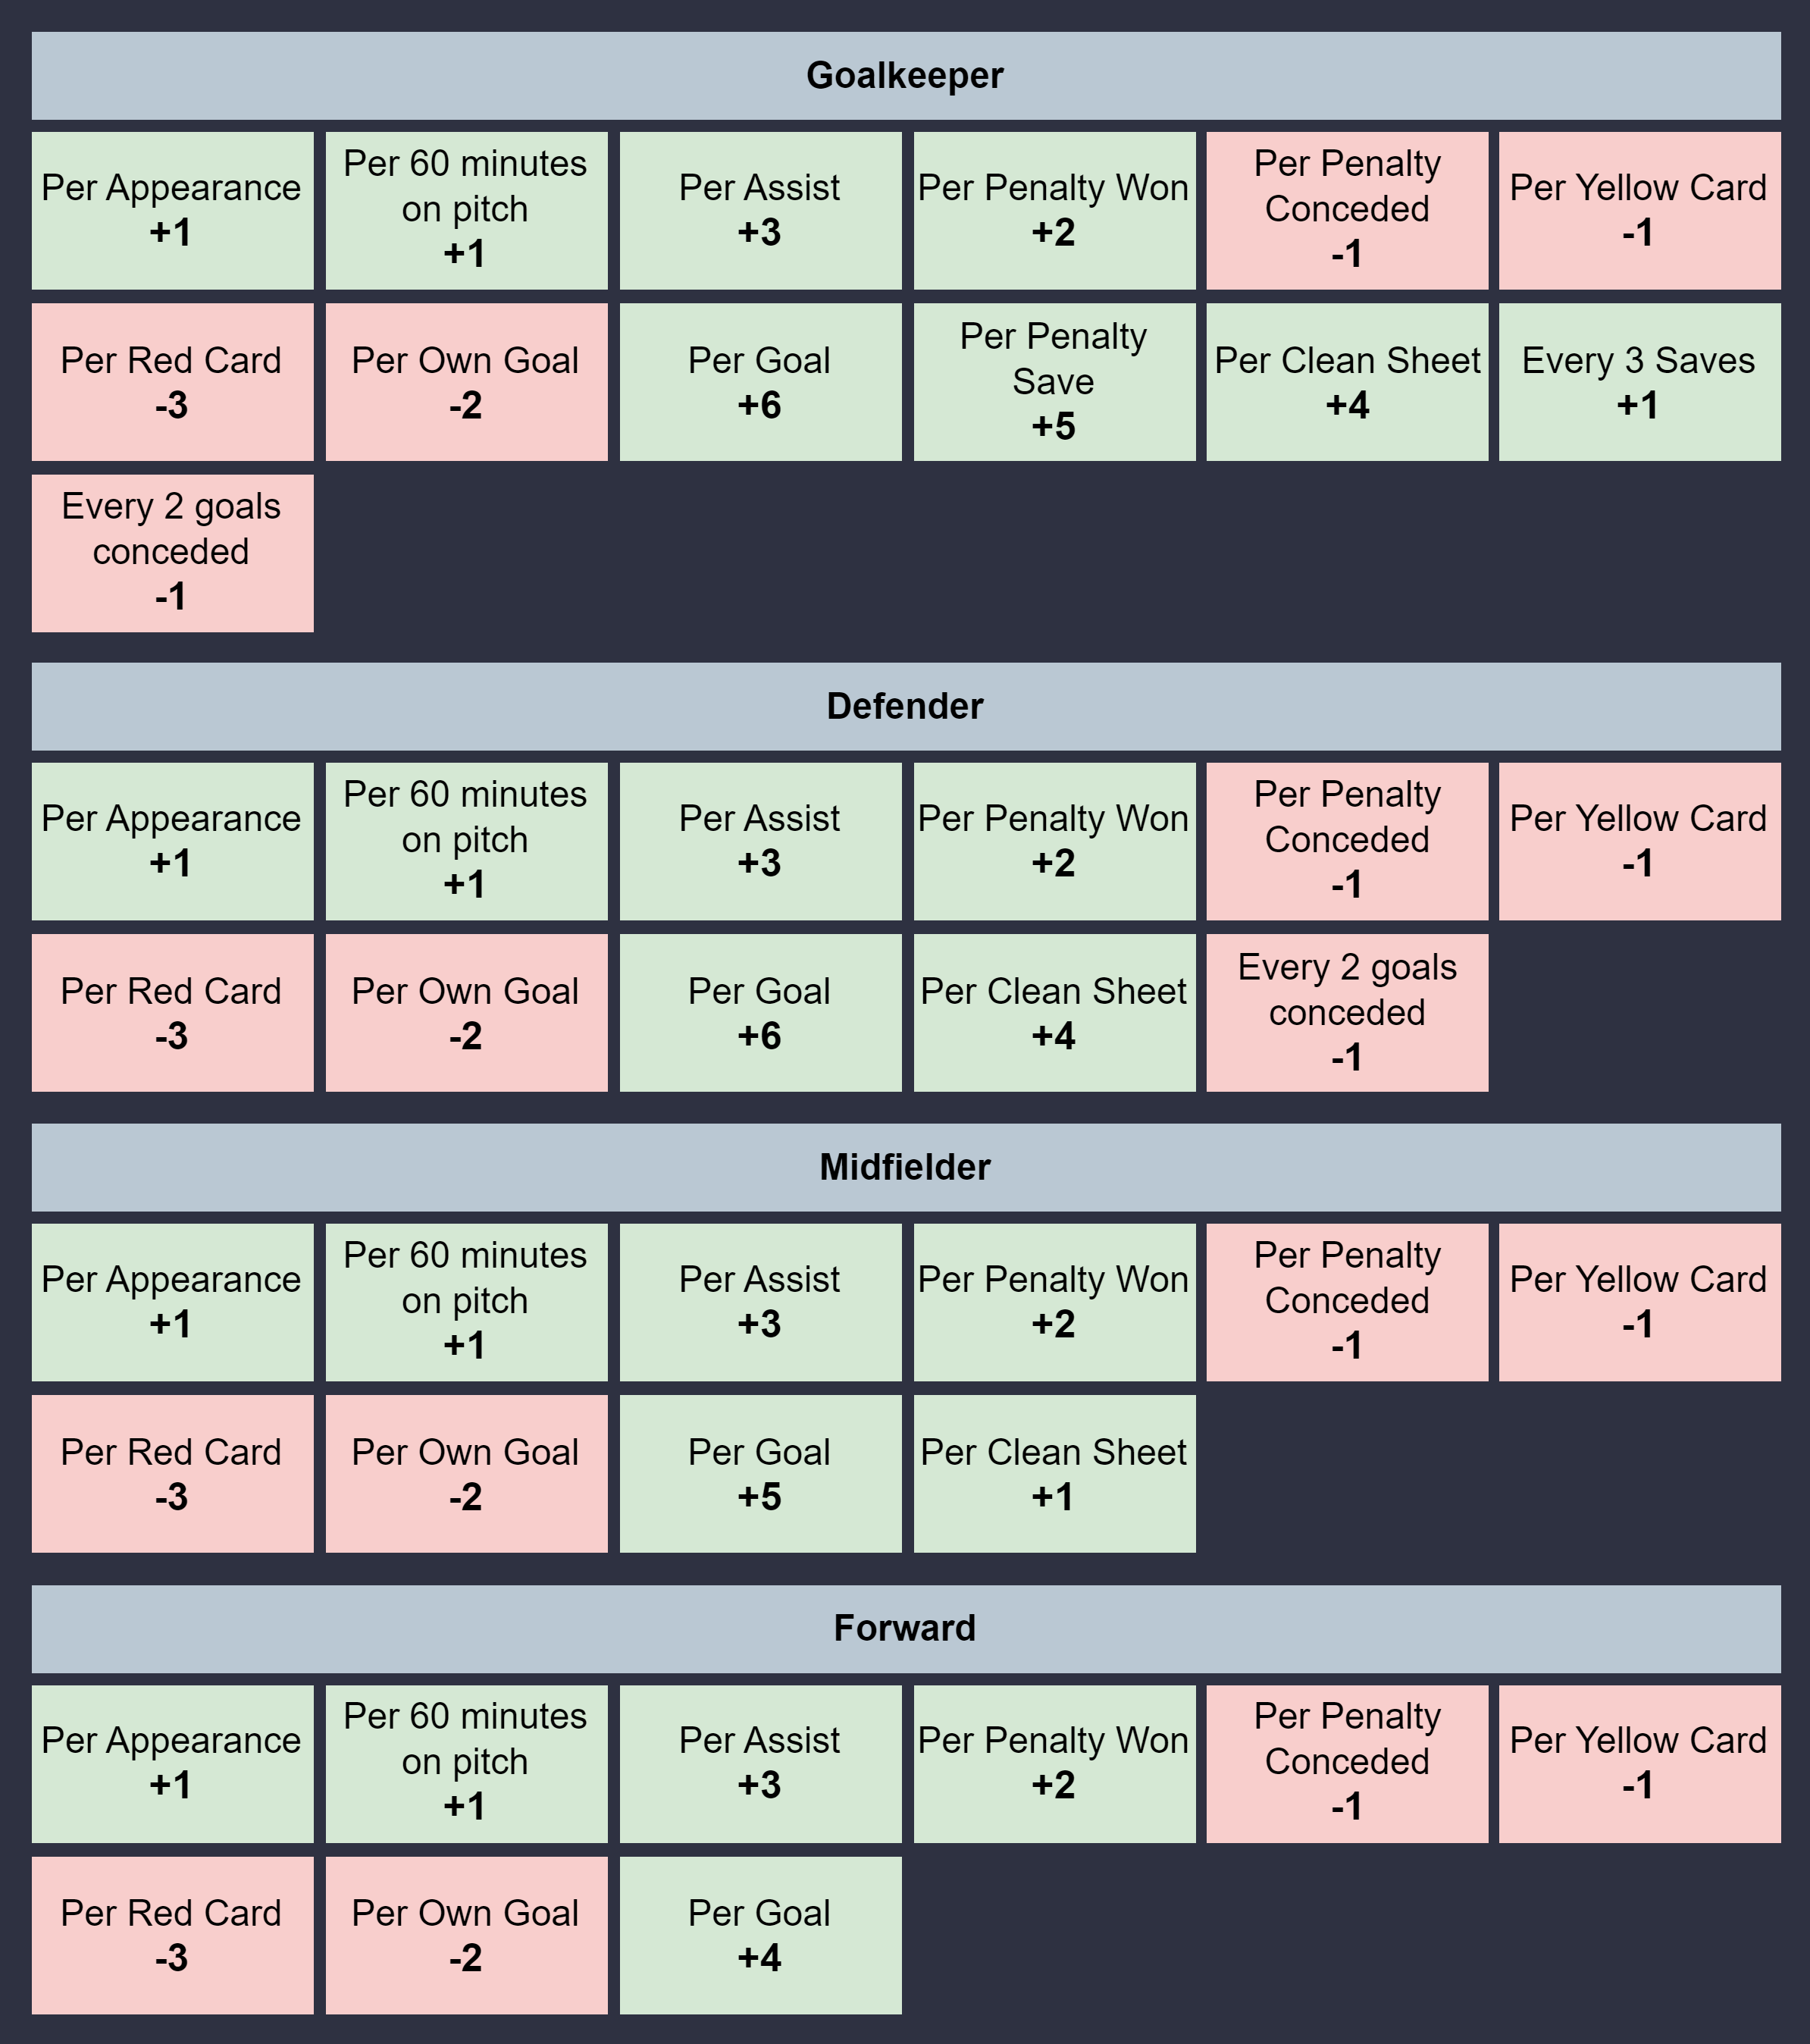 Goalkeeper
Per Appearance
+1
Per 60 minutes
on pitch
+1
Per Assist
+3
Per Penalty Won
+2
Per Penalty
Conceded
-1
Per Yellow Card
-1
Per Red Card
-3
Per Own Goal
-2
Per Goal
+6
Per Penalty
Save
+5
Per Clean Sheet
+4
Every 3 Saves
+1
Every 2 goals
conceded
-1
Defender
Per Appearance
+1
Per 60 minutes
on pitch
+1
Per Assist
+3
Per Penalty Won
+2
Per Penalty
Conceded
-1
Per Yellow Card
-1
Per Red Card
-3
Per Own Goal
-2
Per Goal
+6
Per Clean Sheet
+4
Every 2 goals
conceded
-1
Midfielder
Per Appearance
+1
Per 60 minutes
on pitch
+1
Per Assist
+3
Per Penalty Won
+2
Per Penalty
Conceded
-1
Per Yellow Card
-1
Per Red Card
-3
Per Own Goal
-2
Per Goal
+5
Per Clean Sheet
+1
Forward
Per Appearance
+1
Per 60 minutes
on pitch
+1
Per Assist
+3
Per Penalty Won
+2
Per Penalty
Conceded
-1
Per Yellow Card
-1
Per Red Card
-3
Per Own Goal
-2
Per Goal
+4